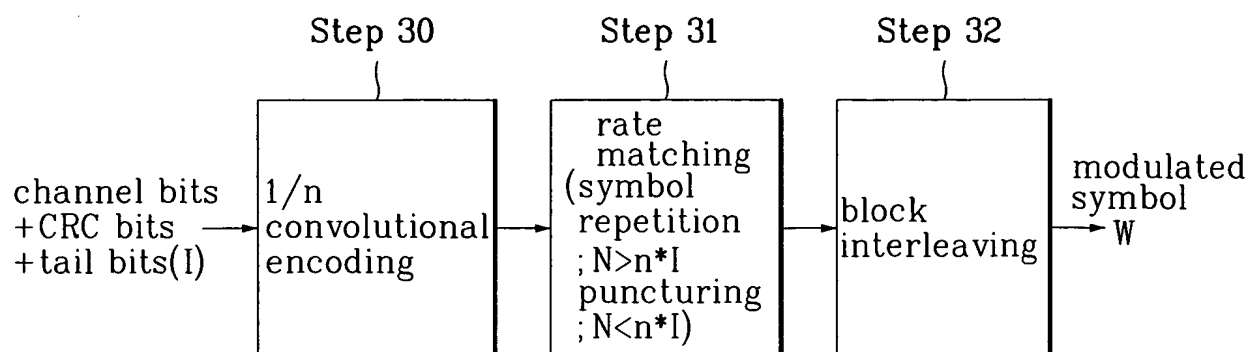 Step 30
Step 31
Step 32
channel bits
+CRC bits
+tail bits(I)
1/n
convolutional
encoding
rate
matching
(symbol
repetition
;N>n*I
puncturing
;N<n*I)
block
interleaving
modulated
symbol
W